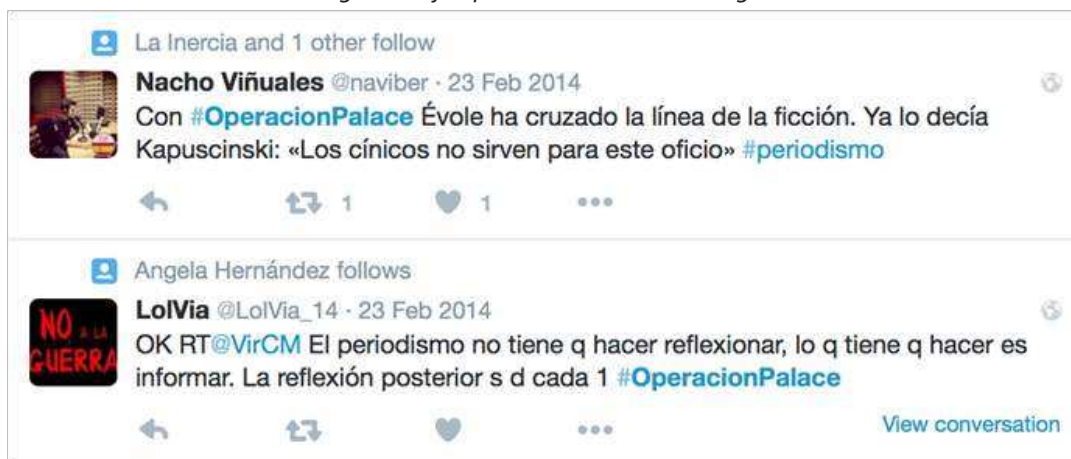 La Inercia and 1 other follow
Nacho Viñuales @naviber · 23 Feb 2014
Con #OperacionPalace Évole ha cruzado la línea de la ficción. Ya lo decía
Kapuscinski: «Los cínicos no sirven para este oficio» #periodismo
1 1
Angela Hernández follows
NO A LA
GUERRA
LolVia @LolVia_14 · 23 Feb 2014
OK RT@VirCM El periodismo no tiene q hacer reflexionar, lo q tiene q hacer es
informar. La reflexión posterior s d cada 1 #OperacionPalace
View conversation